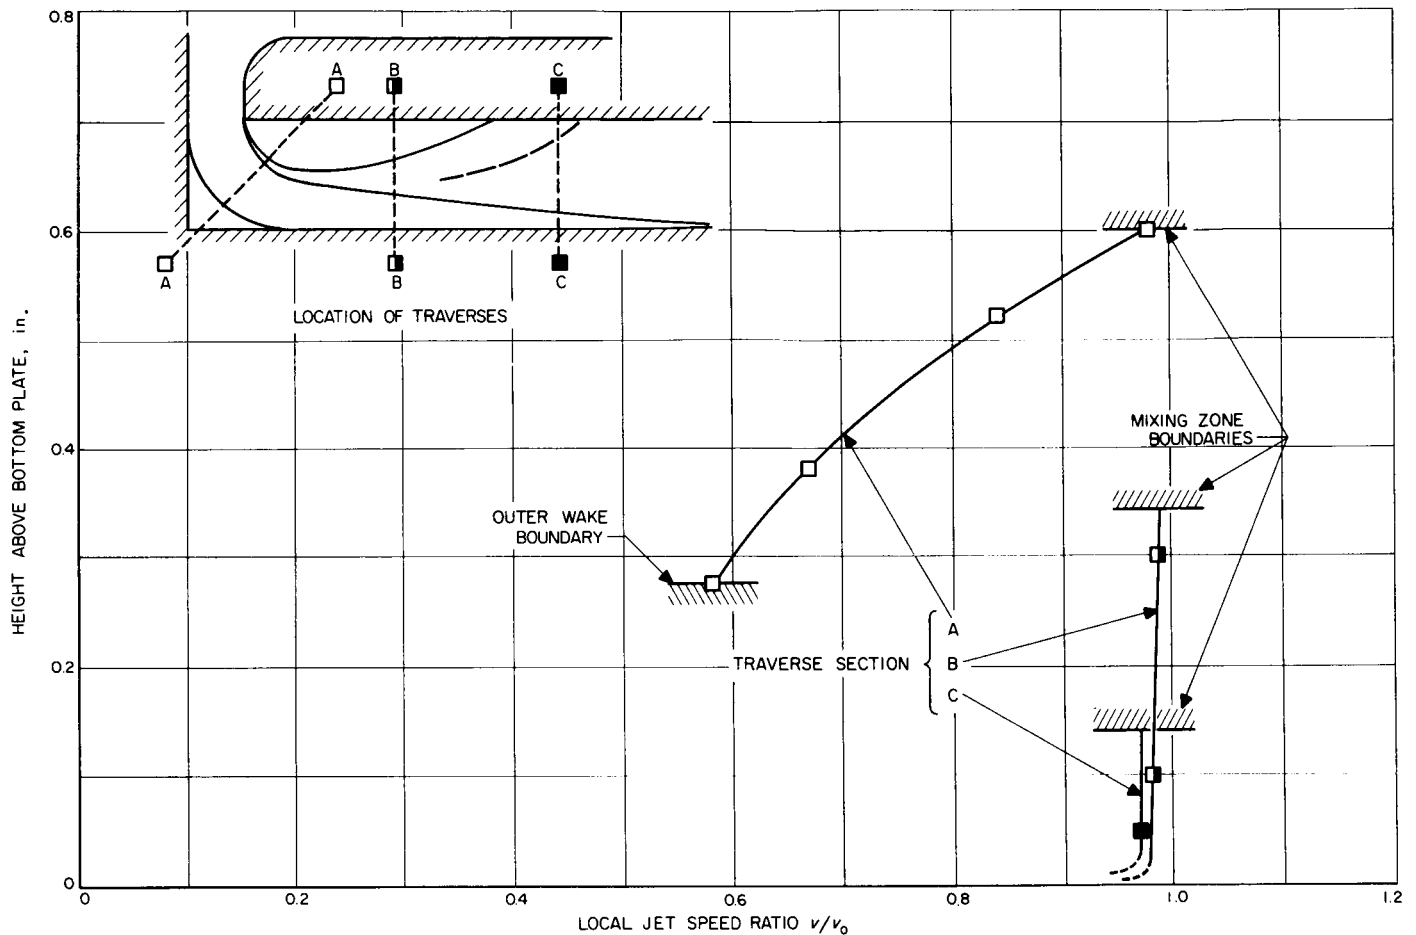 0.8
A
B
C
0.6
A
B
C
LOCATION OF TRAVERSES
HEIGHT ABOVE BOTTOM PLATE, in.
MIXING ZONE
BOUNDARIES
0.4
OUTER WAKE
BOUNDARY
A
TRAVERSE SECTION
B
C
0.2
0
0
0.2
0.4
0.6
0.8
1.0
1.2
LOCAL JET SPEED RATIO v/v₀